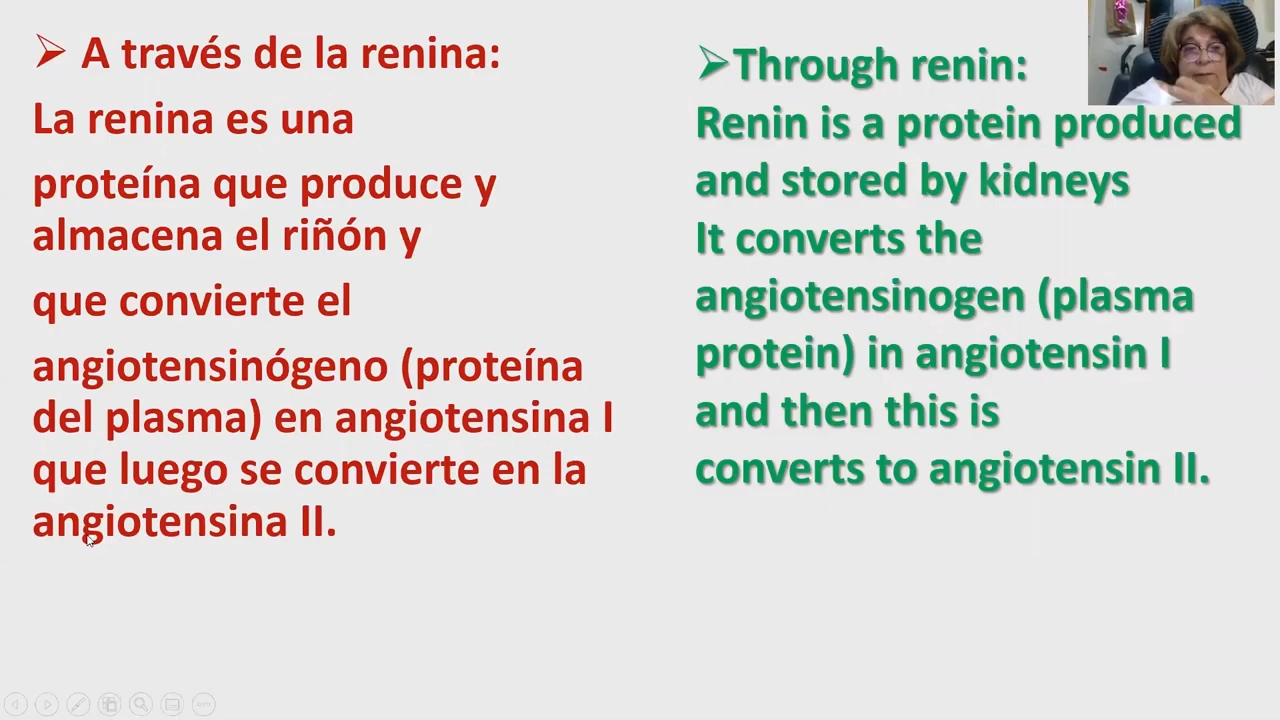 ➢ A través de la renina:
La renina es una
proteína que produce y
almacena el riñón y
que convierte el
angiotensinógeno (proteína
del plasma) en angiotensina I
que luego se convierte en la
angiotensina II.
➢Through renin:
Renin is a protein produced
and stored by kidneys
It converts the
angiotensinogen (plasma
protein) in angiotensin I
and then this is
converts to angiotensin II.